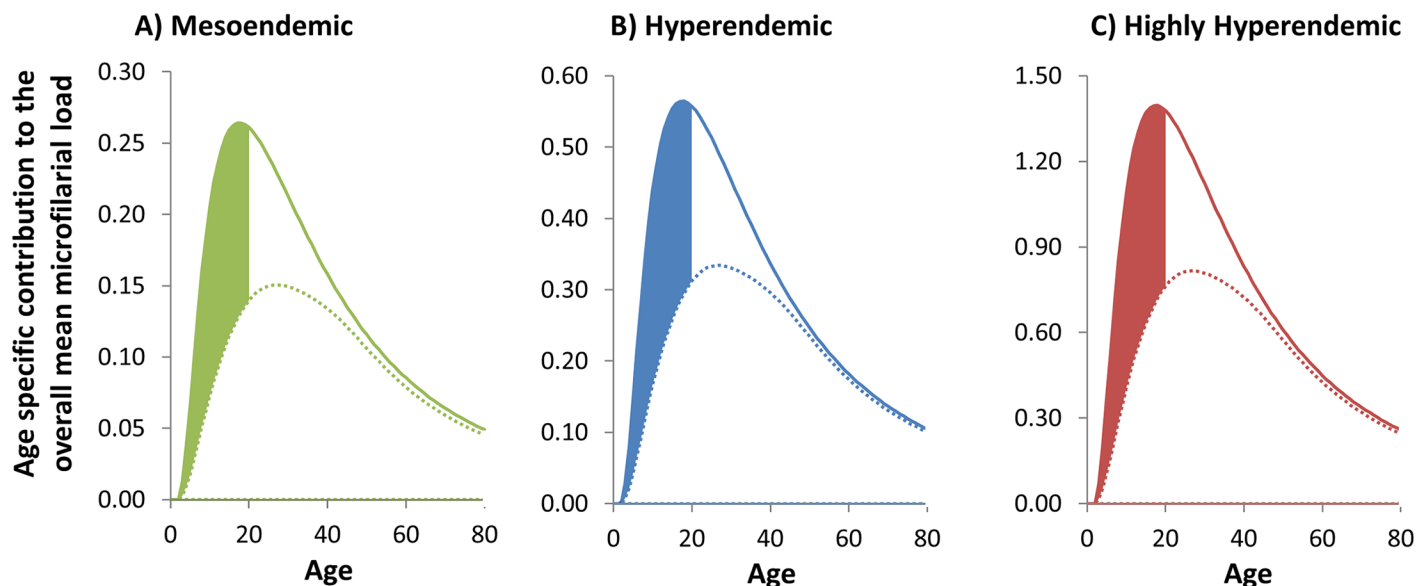 A) Mesoendemic
B) Hyperendemic
C) Highly Hyperendemic
Age specific contribution to the
overall mean microfilarial load
0.30
0.25
0.20
0.15
0.10
0.05
0.00
0 20 40 60 80
Age
0.60
0.50
0.40
0.30
0.20
0.10
0.00
0 20 40 60 80
Age
1.50
1.20
0.90
0.60
0.30
0.00
0 20 40 60 80
Age